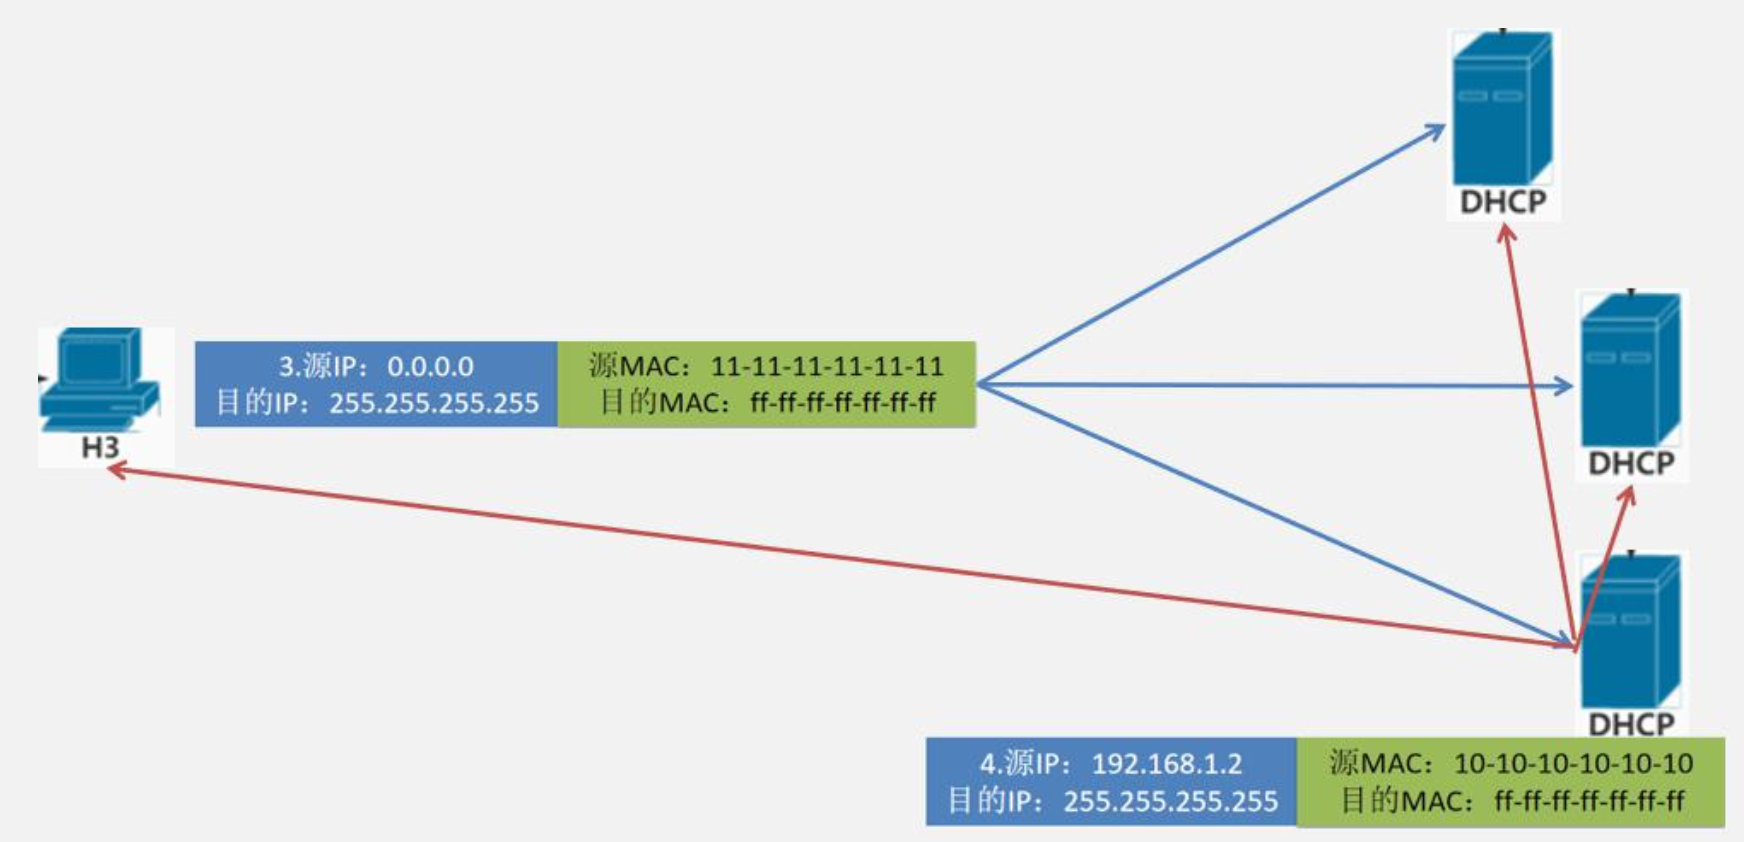 DHCP
3.源IP：0.0.0.0
目的IP：255.255.255.255
源MAC：11-11-11-11-11-11
目的MAC：ff-ff-ff-ff-ff-ff-ff
H3
DHCP
DHCP
4.源IP：192.168.1.2
目的IP：255.255.255.255
源MAC：10-10-10-10-10-10
目的MAC：ff-ff-ff-ff-ff-ff-ff